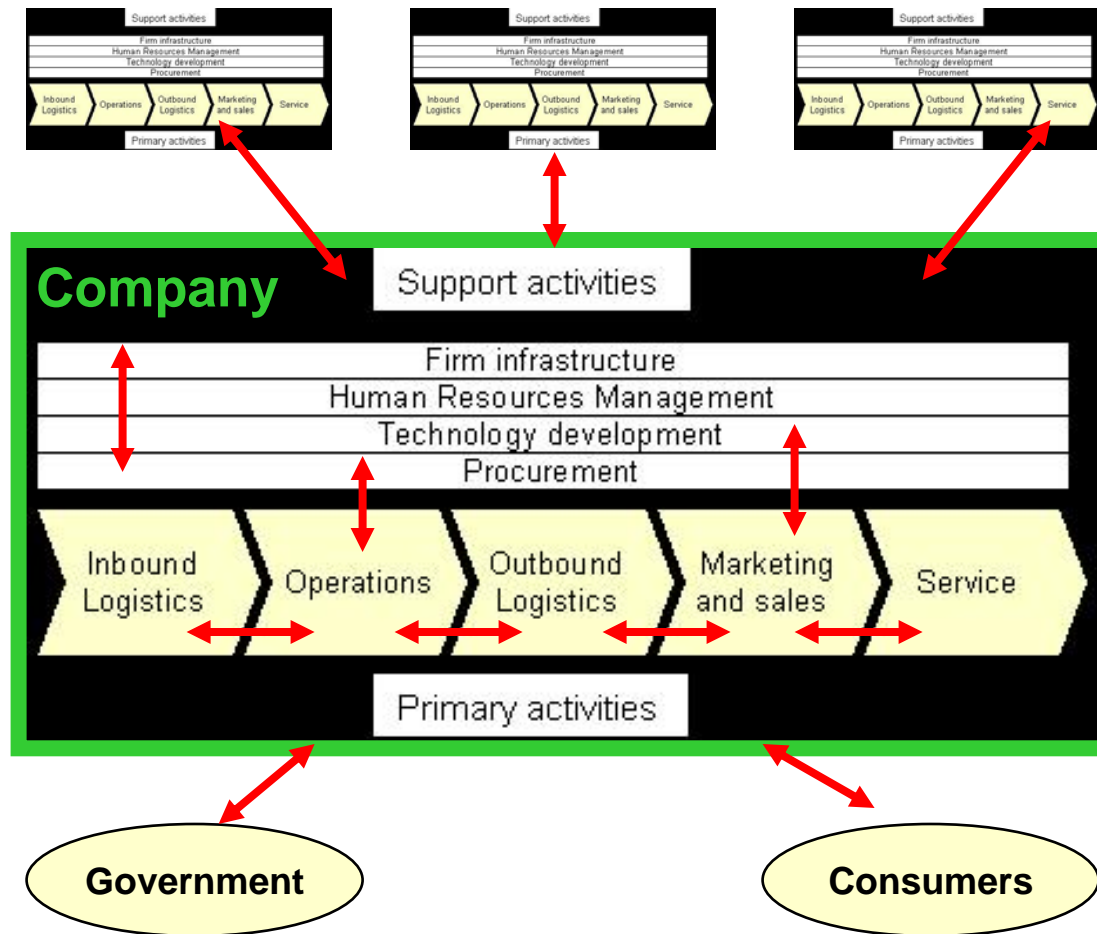 Support activities
Firm infrastructure
Human Resources Management
Technology development
Procurement
Inbound
Logistics
Operations
Outbound
Logistics
Marketing
and sales
Service
Primary activities
Support activities
Firm infrastructure
Human Resources Management
Technology development
Procurement
Inbound
Logistics
Operations
Outbound
Logistics
Marketing
and sales
Service
Primary activities
Support activities
Firm infrastructure
Human Resources Management
Technology development
Procurement
Inbound
Logistics
Operations
Outbound
Logistics
Marketing
and sales
Service
Primary activities
Company
Support activities
Firm infrastructure
Human Resources Management
Technology development
Procurement
Inbound
Logistics
Operations
Outbound
Logistics
Marketing
and sales
Service
Primary activities
Government
Consumers